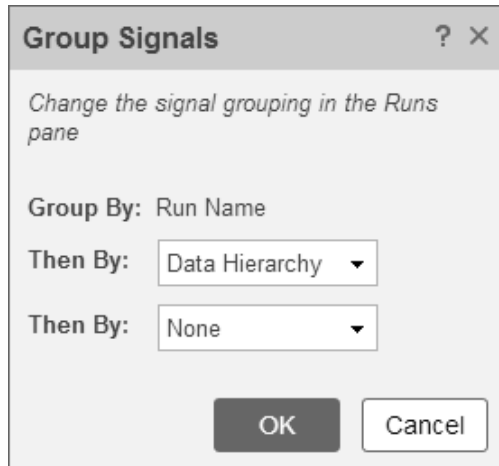 Group Signals ? ×
Change the signal grouping in the Runs
pane
Group By: Run Name
Then By: Data Hierarchy
Then By: None
OK Cancel